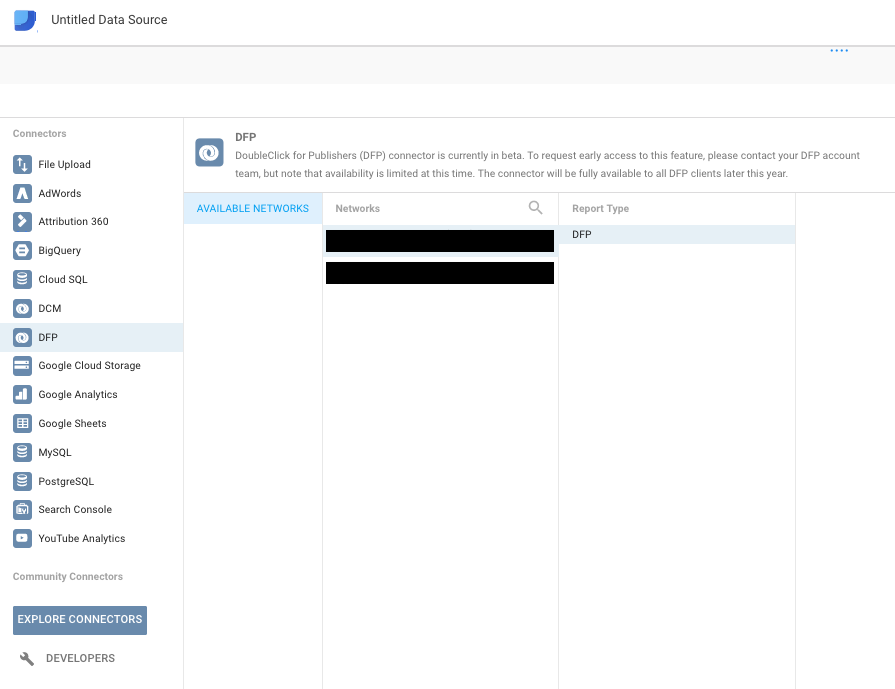 Untitled Data Source
Connectors
File Upload
AdWords
Attribution 360
BigQuery
Cloud SQL
DCM
DFP
Google Cloud Storage
Google Analytics
Google Sheets
MySQL
PostgreSQL
Search Console
YouTube Analytics
Community Connectors
EXPLORE CONNECTORS
DEVELOPERS
DFP
DoubleClick for Publishers (DFP) connector is currently in beta. To request early access to this feature, please contact your DFP account
team, but note that availability is limited at this time. The connector will be fully available to all DFP clients later this year.
AVAILABLE NETWORKS
Networks
Report Type
DFP